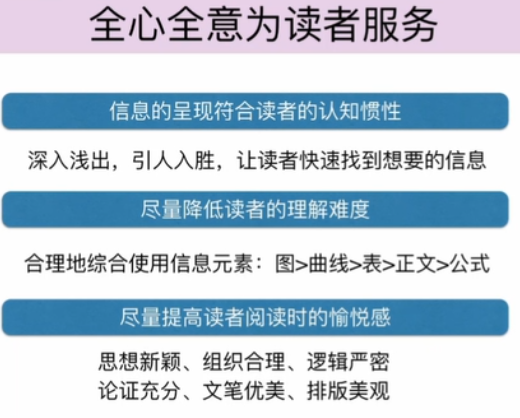 全心全意为读者服务
信息的呈现符合读者的认知惯性
深入浅出，引人入胜，让读者快速找到想要的信息
尽量降低读者的理解难度
合理地综合使用信息元素：图>曲线>表>正文>公式
尽量提高读者阅读时的愉悦感
思想新颖、组织合理、逻辑严密
论证充分、文笔优美、排版美观